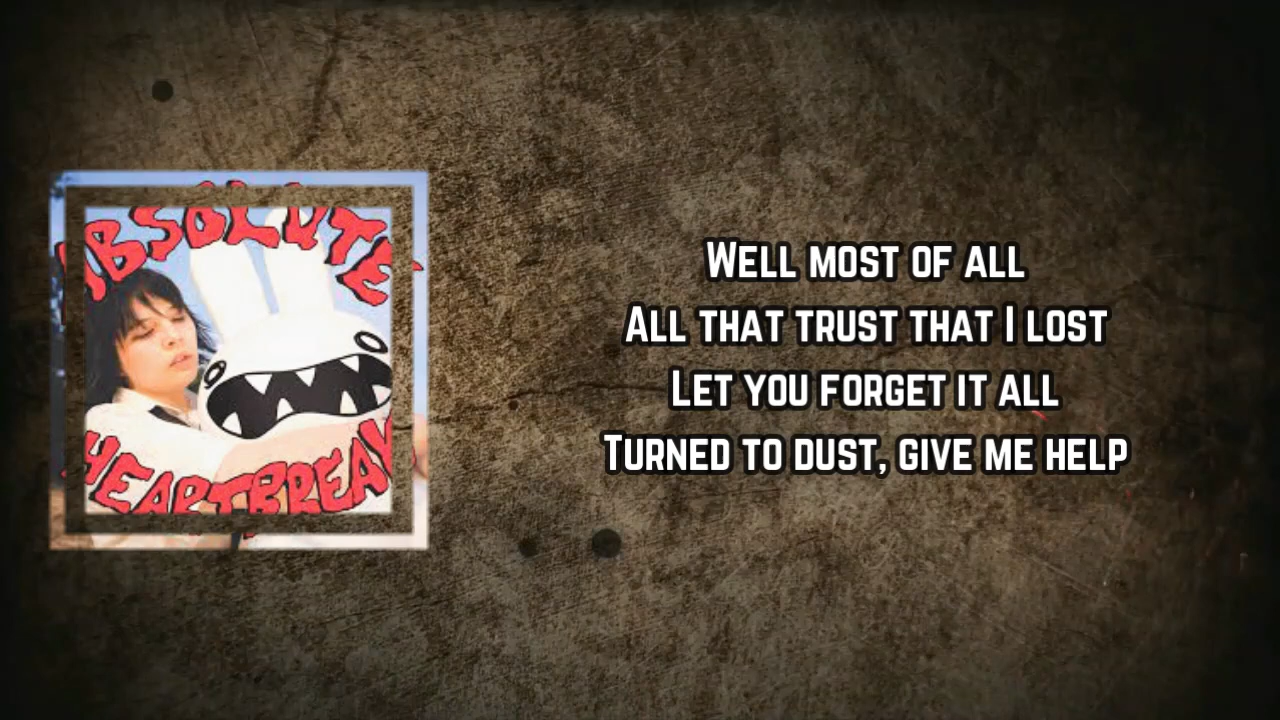 ABSOLUTE
HEARTBREAK
WELL MOST OF ALL
ALL THAT TRUST THAT I LOST
LET YOU FORGET IT ALL
TURNED TO DUST, GIVE ME HELP